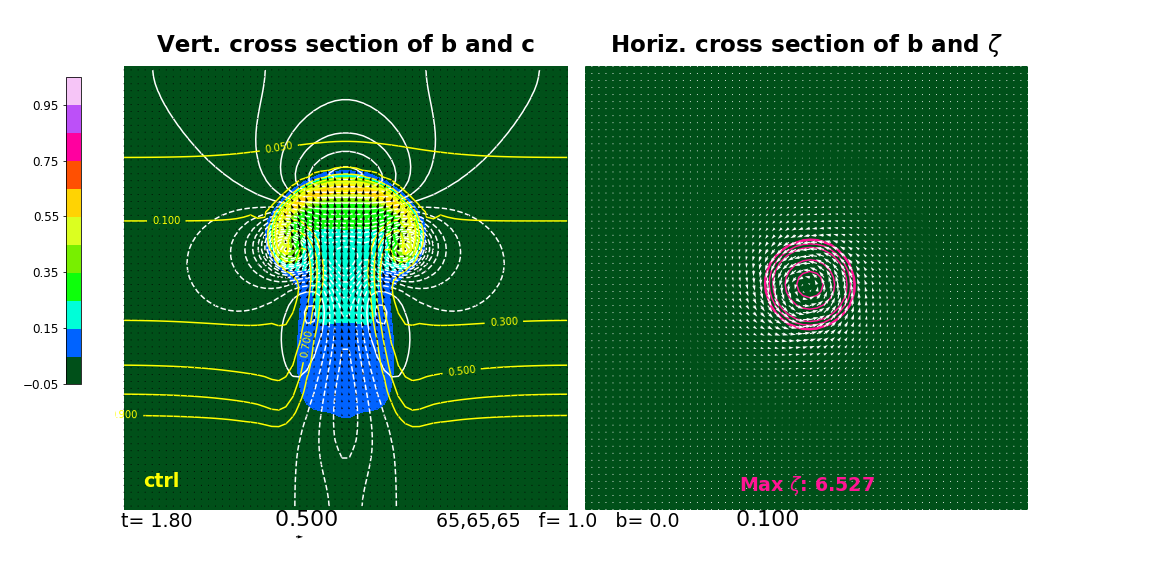 Vert. cross section of b and c
Horiz. cross section of b and ζ
0.95
0.75
0.55
0.35
0.15
−0.05
0.050
0.100
0.300
0.700
0.500
ctrl
Max ζ: 6.527
t= 1.80
0.500
65,65,65 f= 1.0 b= 0.0
0.100